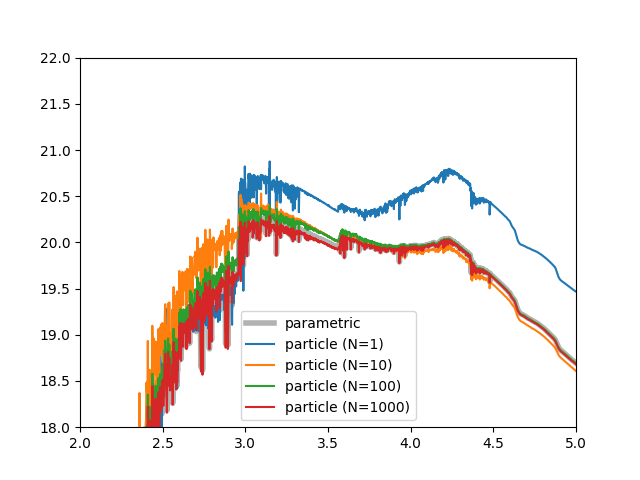 22.0
21.5
21.0
20.5
20.0
19.5
19.0
18.5
18.0
parametric
particle (N=1)
particle (N=10)
particle (N=100)
particle (N=1000)
2.0 2.5 3.0 3.5 4.0 4.5 5.0